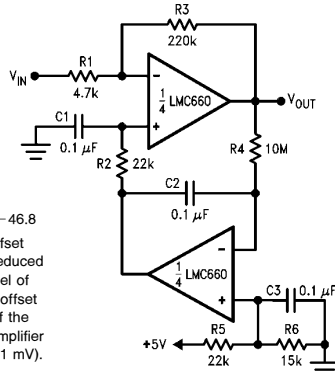 R3
220k
R1
V_IN
4.7k
−
1/4 LMC660
+
V_OUT
C1
0.1 µF
R2
22k
R4
10M
C2
0.1 µF
−46.8
ffset
educed
el of
offset
f the
mplifier
1 mV).
−
1/4 LMC660
+
C3
0.1 µF
+5V
R5
22k
R6
15k